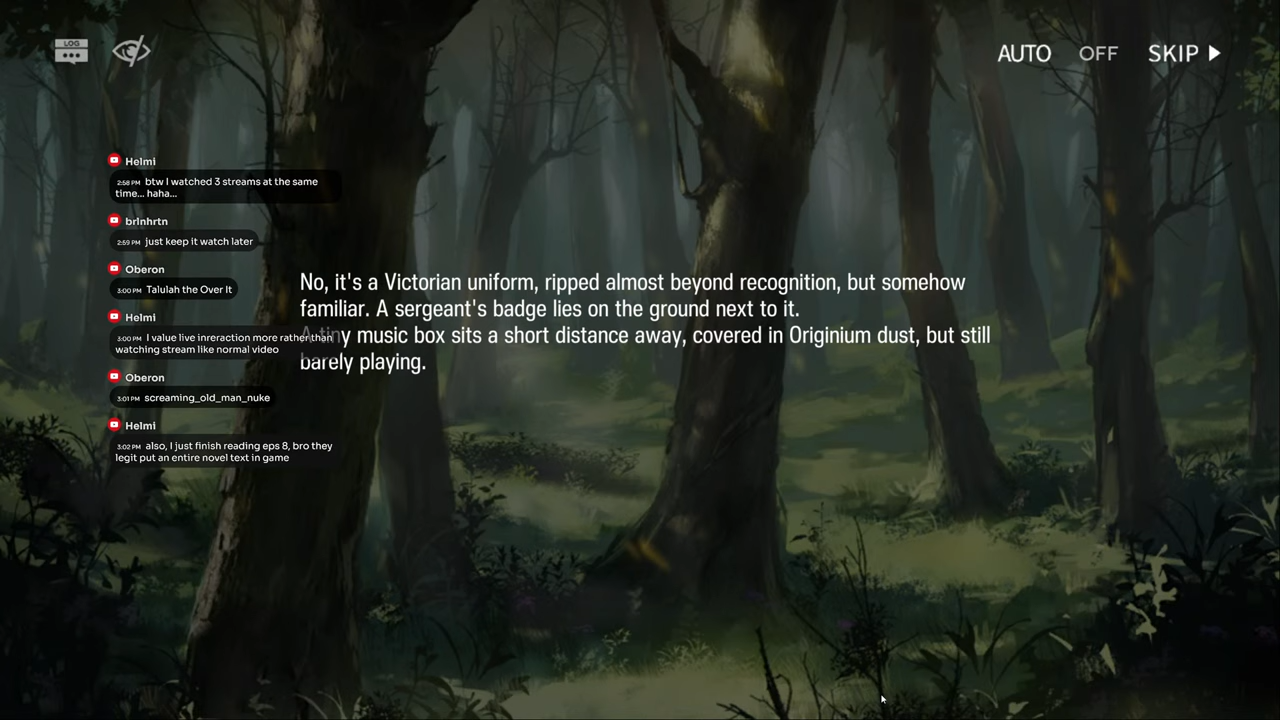 LOG
AUTO OFF SKIP
Helmi
2:58 PM btw I watched 3 streams at the same
time... haha...
brlnhrtn
2:59 PM just keep it watch later
Oberon
3:00 PM Talulah the Over It
Helmi
3:00 PM I value live inreraction more rather than
watching stream like normal video
Oberon
3:01 PM screaming_old_man_nuke
Helmi
3:02 PM also, I just finish reading eps 8, bro they
legit put an entire novel text in game
No, it's a Victorian uniform, ripped almost beyond recognition, but somehow
familiar. A sergeant's badge lies on the ground next to it.
A tiny music box sits a short distance away, covered in Originium dust, but still
barely playing.